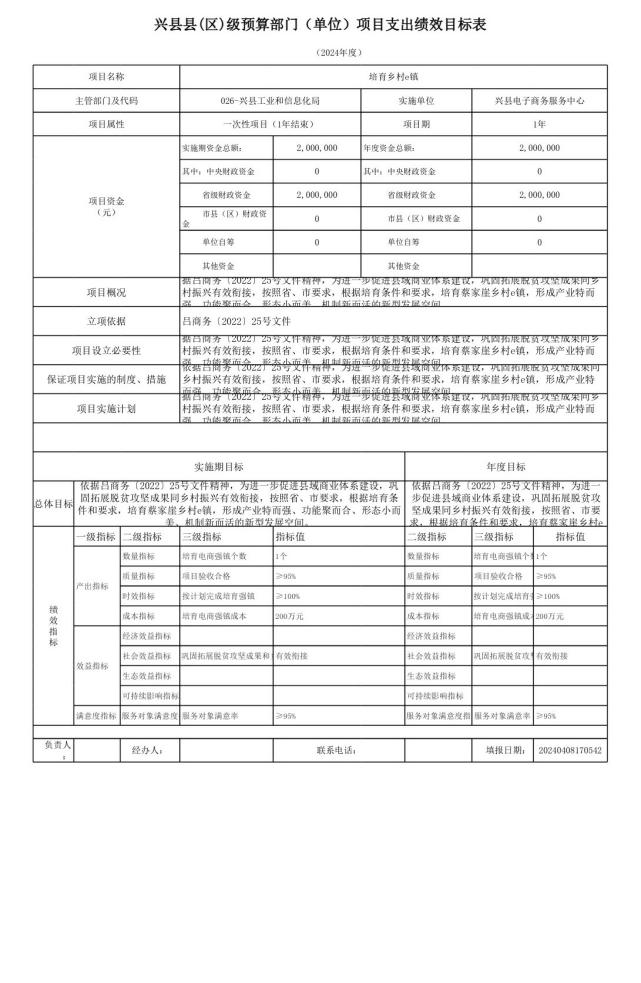 兴县县(区)级预算部门（单位）项目支出绩效目标表
（2024年度）
项目名称 培育乡村e镇
主管部门及代码 026-兴县工业和信息化局 实施单位 兴县电子商务服务中心
项目属性 一次性项目（1年结束） 项目期 1年
项目资金
（元）
实施期资金总额： 2,000,000 年度资金总额： 2,000,000
其中：中央财政资金 0 其中：中央财政资金 0
省级财政资金 2,000,000 省级财政资金 2,000,000
市县（区）财政资金 0 市县（区）财政资金 0
单位自筹 0 单位自筹 0
其他资金 其他资金
项目概况
据吕商务〔2022〕25号文件精神，为进一步促进县域商业体系建设，巩固拓展脱贫攻坚成果同乡
村振兴有效衔接，按照省、市要求，根据培育条件和要求，培育蔡家崖乡村e镇，形成产业特而
强、功能聚而合、形态小而美、机制新而活的新型发展空间
立项依据 吕商务〔2022〕25号文件
项目设立必要性
据吕商务〔2022〕25号文件精神，为进一步促进县域商业体系建设，巩固拓展脱贫攻坚成果同乡
村振兴有效衔接，按照省、市要求，根据培育条件和要求，培育蔡家崖乡村e镇，形成产业特而
强、功能聚而合、形态小而美、机制新而活的新型发展空间
保证项目实施的制度、措施
依据吕商务〔2022〕25号文件精神，为进一步促进县域商业体系建设，巩固拓展脱贫攻坚成果同
乡村振兴有效衔接，按照省、市要求，根据培育条件和要求，培育蔡家崖乡村e镇，形成产业特
而强、功能聚而合、形态小而美、机制新而活的新型发展空间
项目实施计划
据吕商务〔2022〕25号文件精神，为进一步促进县域商业体系建设，巩固拓展脱贫攻坚成果同乡
村振兴有效衔接，按照省、市要求，根据培育条件和要求，培育蔡家崖乡村e镇，形成产业特而
强、功能聚而合、形态小而美、机制新而活的新型发展空间
实施期目标 年度目标
总体目标
依据吕商务〔2022〕25号文件精神，为进一步促进县域商业体系建设，巩
固拓展脱贫攻坚成果同乡村振兴有效衔接，按照省、市要求，根据培育条
件和要求，培育蔡家崖乡村e镇，形成产业特而强、功能聚而合、形态小而
美、机制新而活的新型发展空间。
依据吕商务〔2022〕25号文件精神，为进一
步促进县域商业体系建设，巩固拓展脱贫攻
坚成果同乡村振兴有效衔接，按照省、市要
求，根据培育条件和要求，培育蔡家崖乡村e
绩效指标
一级指标 二级指标 三级指标 指标值 二级指标 三级指标 指标值
产出指标
数量指标 培育电商强镇个数 1个 数量指标 培育电商强镇个数 1个
质量指标 项目验收合格 ≥95% 质量指标 项目验收合格 ≥95%
时效指标 按计划完成培育强镇 ≥100% 时效指标 按计划完成培育 ≥100%
成本指标 培育电商强镇成本 200万元 成本指标 培育电商强镇成 200万元
效益指标
经济效益指标 经济效益指标
社会效益指标 巩固拓展脱贫攻坚成果和 有效衔接 社会效益指标 巩固拓展脱贫攻 有效衔接
生态效益指标 生态效益指标
可持续影响指标 可持续影响指标
满意度指标 服务对象满意度 服务对象满意率 ≥95% 服务对象满意度指 服务对象满意率 ≥95%
负责人： 经办人： 联系电话： 填报日期： 20240408170542